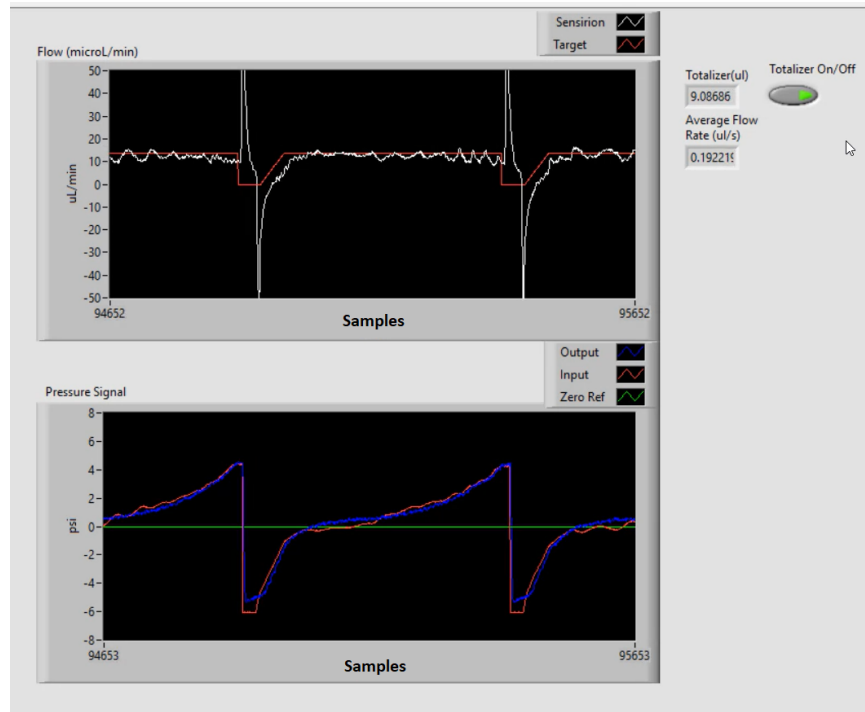 Sensirion
Target
Flow (microL/min)
50
40
30
20
10
0
-10
-20
-30
-40
-50
uL/min
94652
95652
Samples
Totalizer(ul)
9.08686
Totalizer On/Off
Average Flow
Rate (ul/s)
0.192219
Output
Input
Zero Ref
Pressure Signal
8
6
4
2
0
-2
-4
-6
-8
psi
94653
95653
Samples